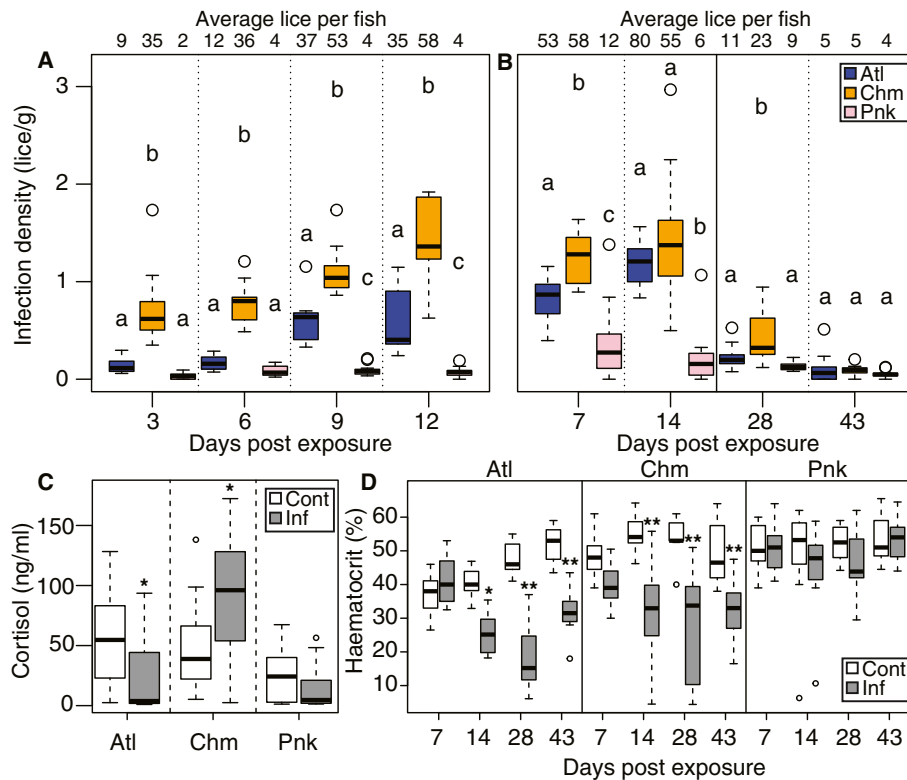 Average lice per fish Average lice per fish
9 35 2 12 36 4 37 53 4 35 58 4 53 58 12 80 55 6 11 23 9 5 5 4
A B
Atl
Chm
Pnk
Infection density (lice/g)
3
2
1
0
a b a a b a a b c a b c
a b c a a b a b a a a a
3 6 9 12 7 14 28 43
Days post exposure Days post exposure
C
Cont
Inf
Cortisol (ng/ml)
150
100
50
0
* *
Atl Chm Pnk
D
Atl Chm Pnk
Haematocrit (%)
60
50
40
30
20
10
* ** ** ** ** **
Cont
Inf
7 14 28 43 7 14 28 43 7 14 28 43
Days post exposure